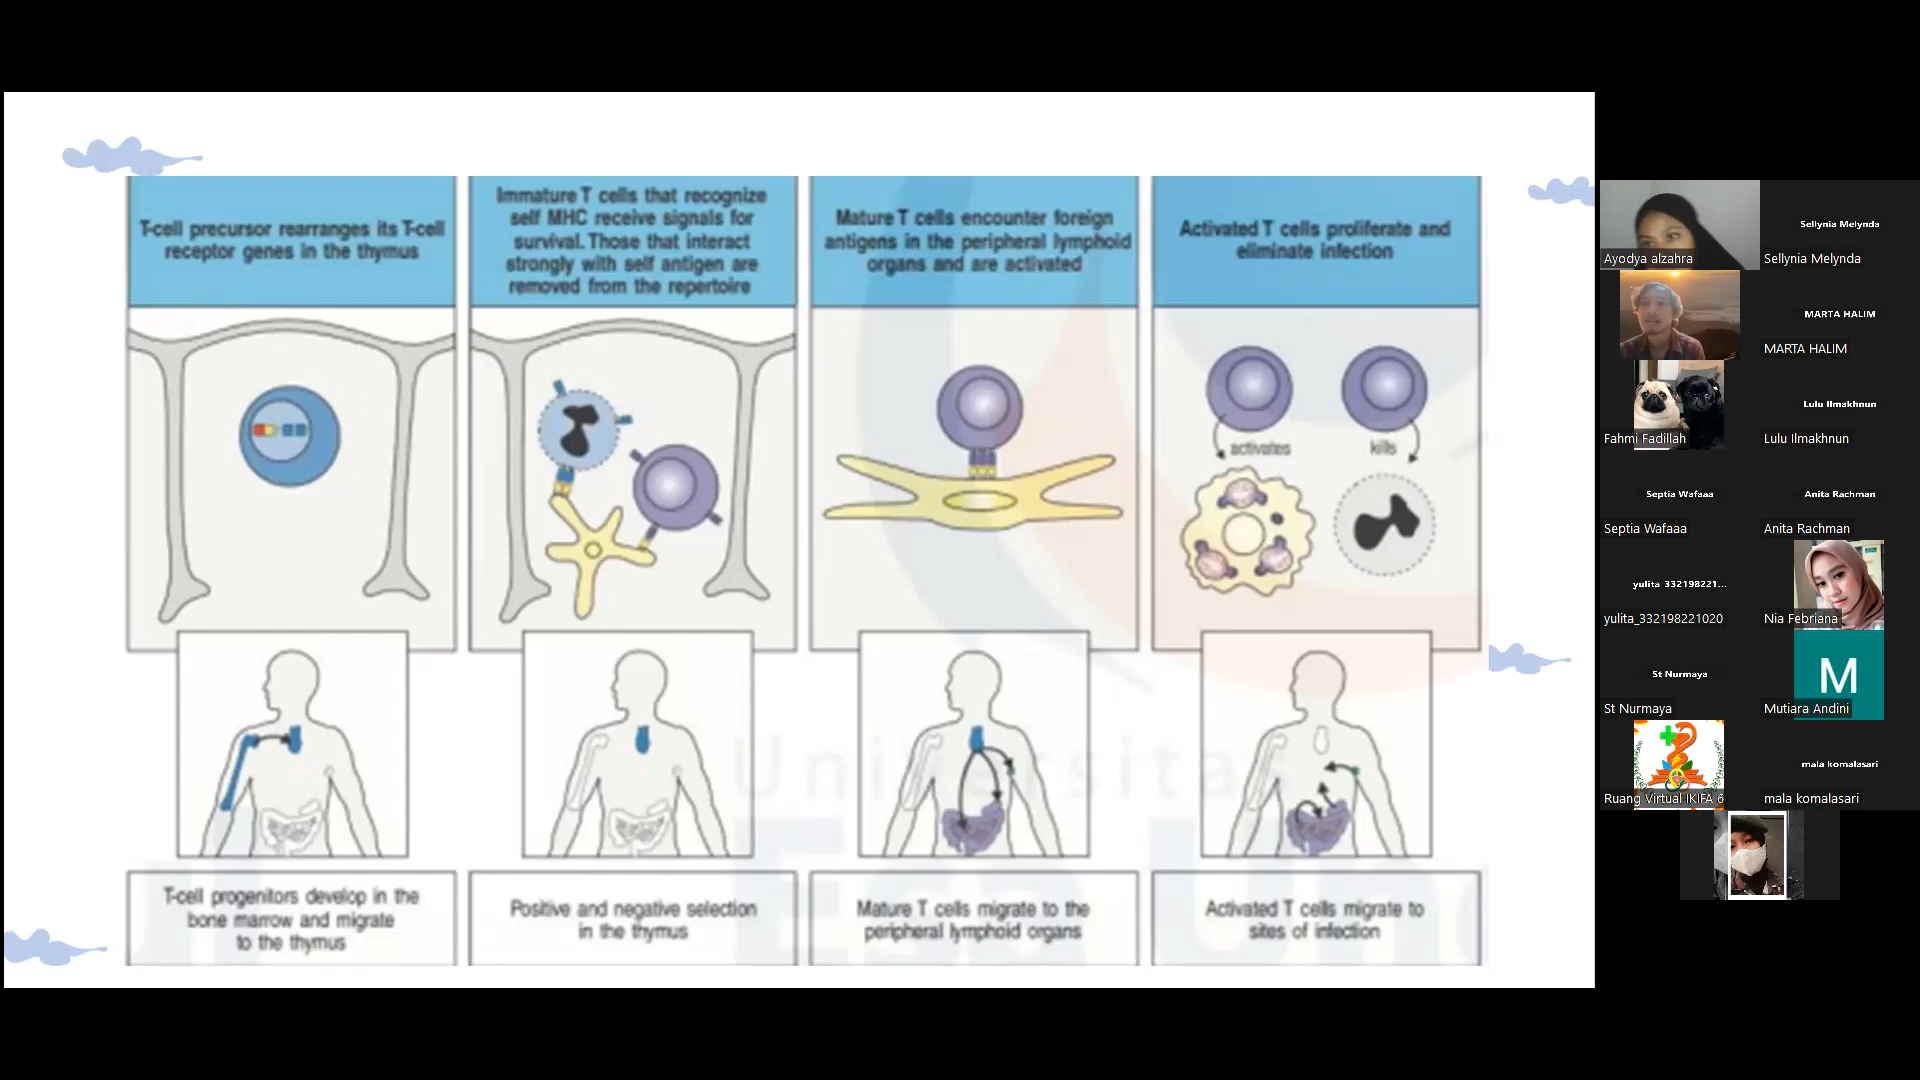 T-cell precursor rearranges its T-cell
receptor genes in the thymus
Immature T cells that recognize
self MHC receive signals for
survival. Those that interact
strongly with self antigen are
removed from the repertoire
Mature T cells encounter foreign
antigens in the peripheral lymphoid
organs and are activated
Activated T cells proliferate and
eliminate infection
activates
kills
T-cell progenitors develop in the
bone marrow and migrate
to the thymus
Positive and negative selection
in the thymus
Mature T cells migrate to the
peripheral lymphoid organs
Activated T cells migrate to
sites of infection
Universitas
Esa
Ayodya alzahra
Sellynia Melynda
Sellynia Melynda
MARTA HALIM
MARTA HALIM
Fahmi Fadillah
Lulu Ilmakhnun
Lulu Ilmakhnun
Septia Wafaaa
Septia Wafaaa
Anita Rachman
Anita Rachman
yulita 332198221...
yulita_332198221020
Nia Febriana
St Nurmaya
St Nurmaya
M
Mutiara Andini
Ruang Virtual IKIFA 6
mala komalasari
mala komalasari